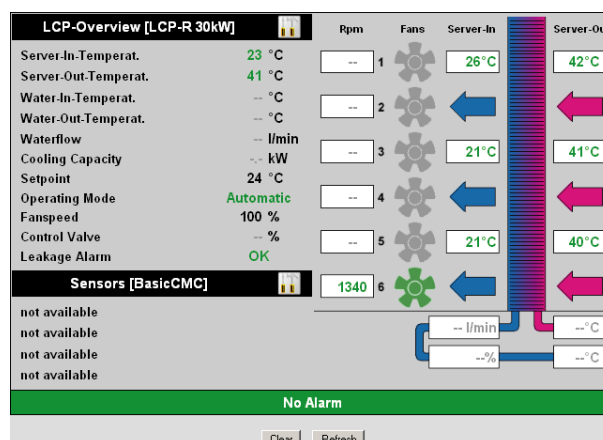 LCP-Overview [LCP-R 30kW]
Server-In-Temperat. 23 °C
Server-Out-Temperat. 41 °C
Water-In-Temperat. -- °C
Water-Out-Temperat. -- °C
Waterflow -- l/min
Cooling Capacity -.- kW
Setpoint 24 °C
Operating Mode Automatic
Fanspeed 100 %
Control Valve -- %
Leakage Alarm OK
Sensors [BasicCMC]
not available
not available
not available
not available
Rpm Fans Server-In Server-Ou
-- 1 26°C 42°C
-- 2
-- 3 21°C 41°C
-- 4
-- 5 21°C 40°C
1340 6
-- l/min --°C
--% --°C
No Alarm
Clear Refresh